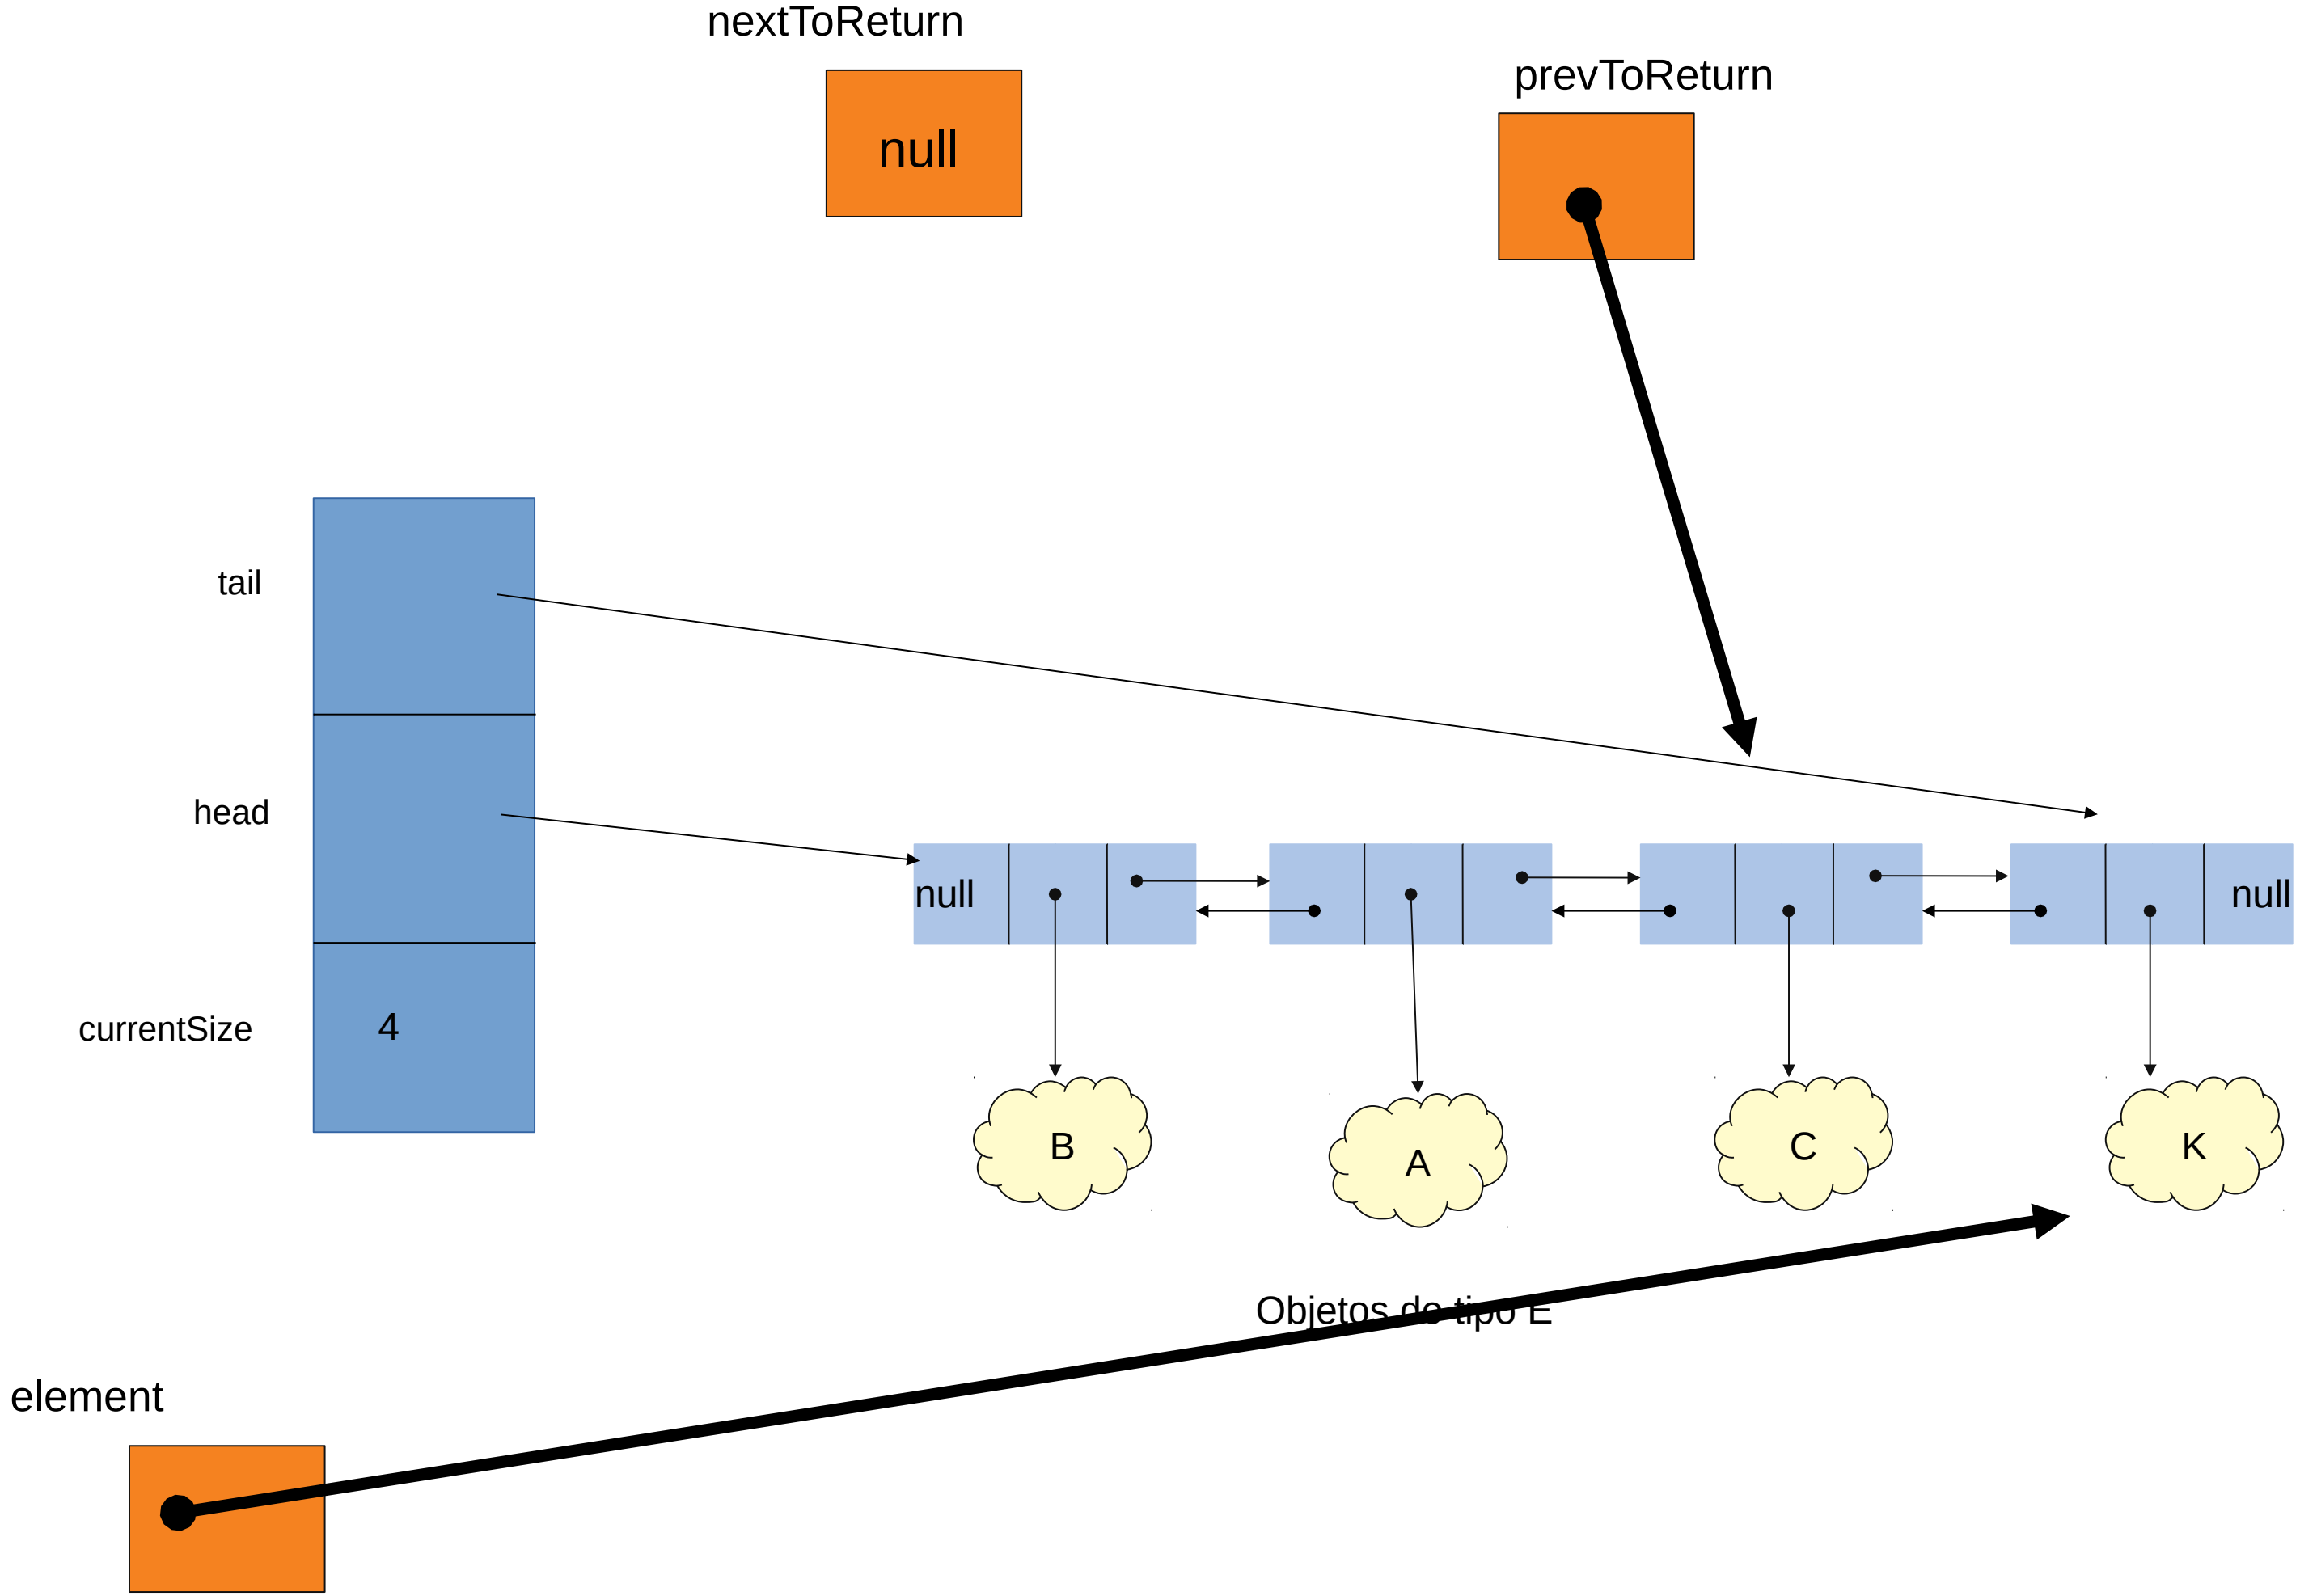 nextToReturn
prevToReturn
null
tail
head
null
null
currentSize
4
B
A
C
K
Objetos de tipo E
element